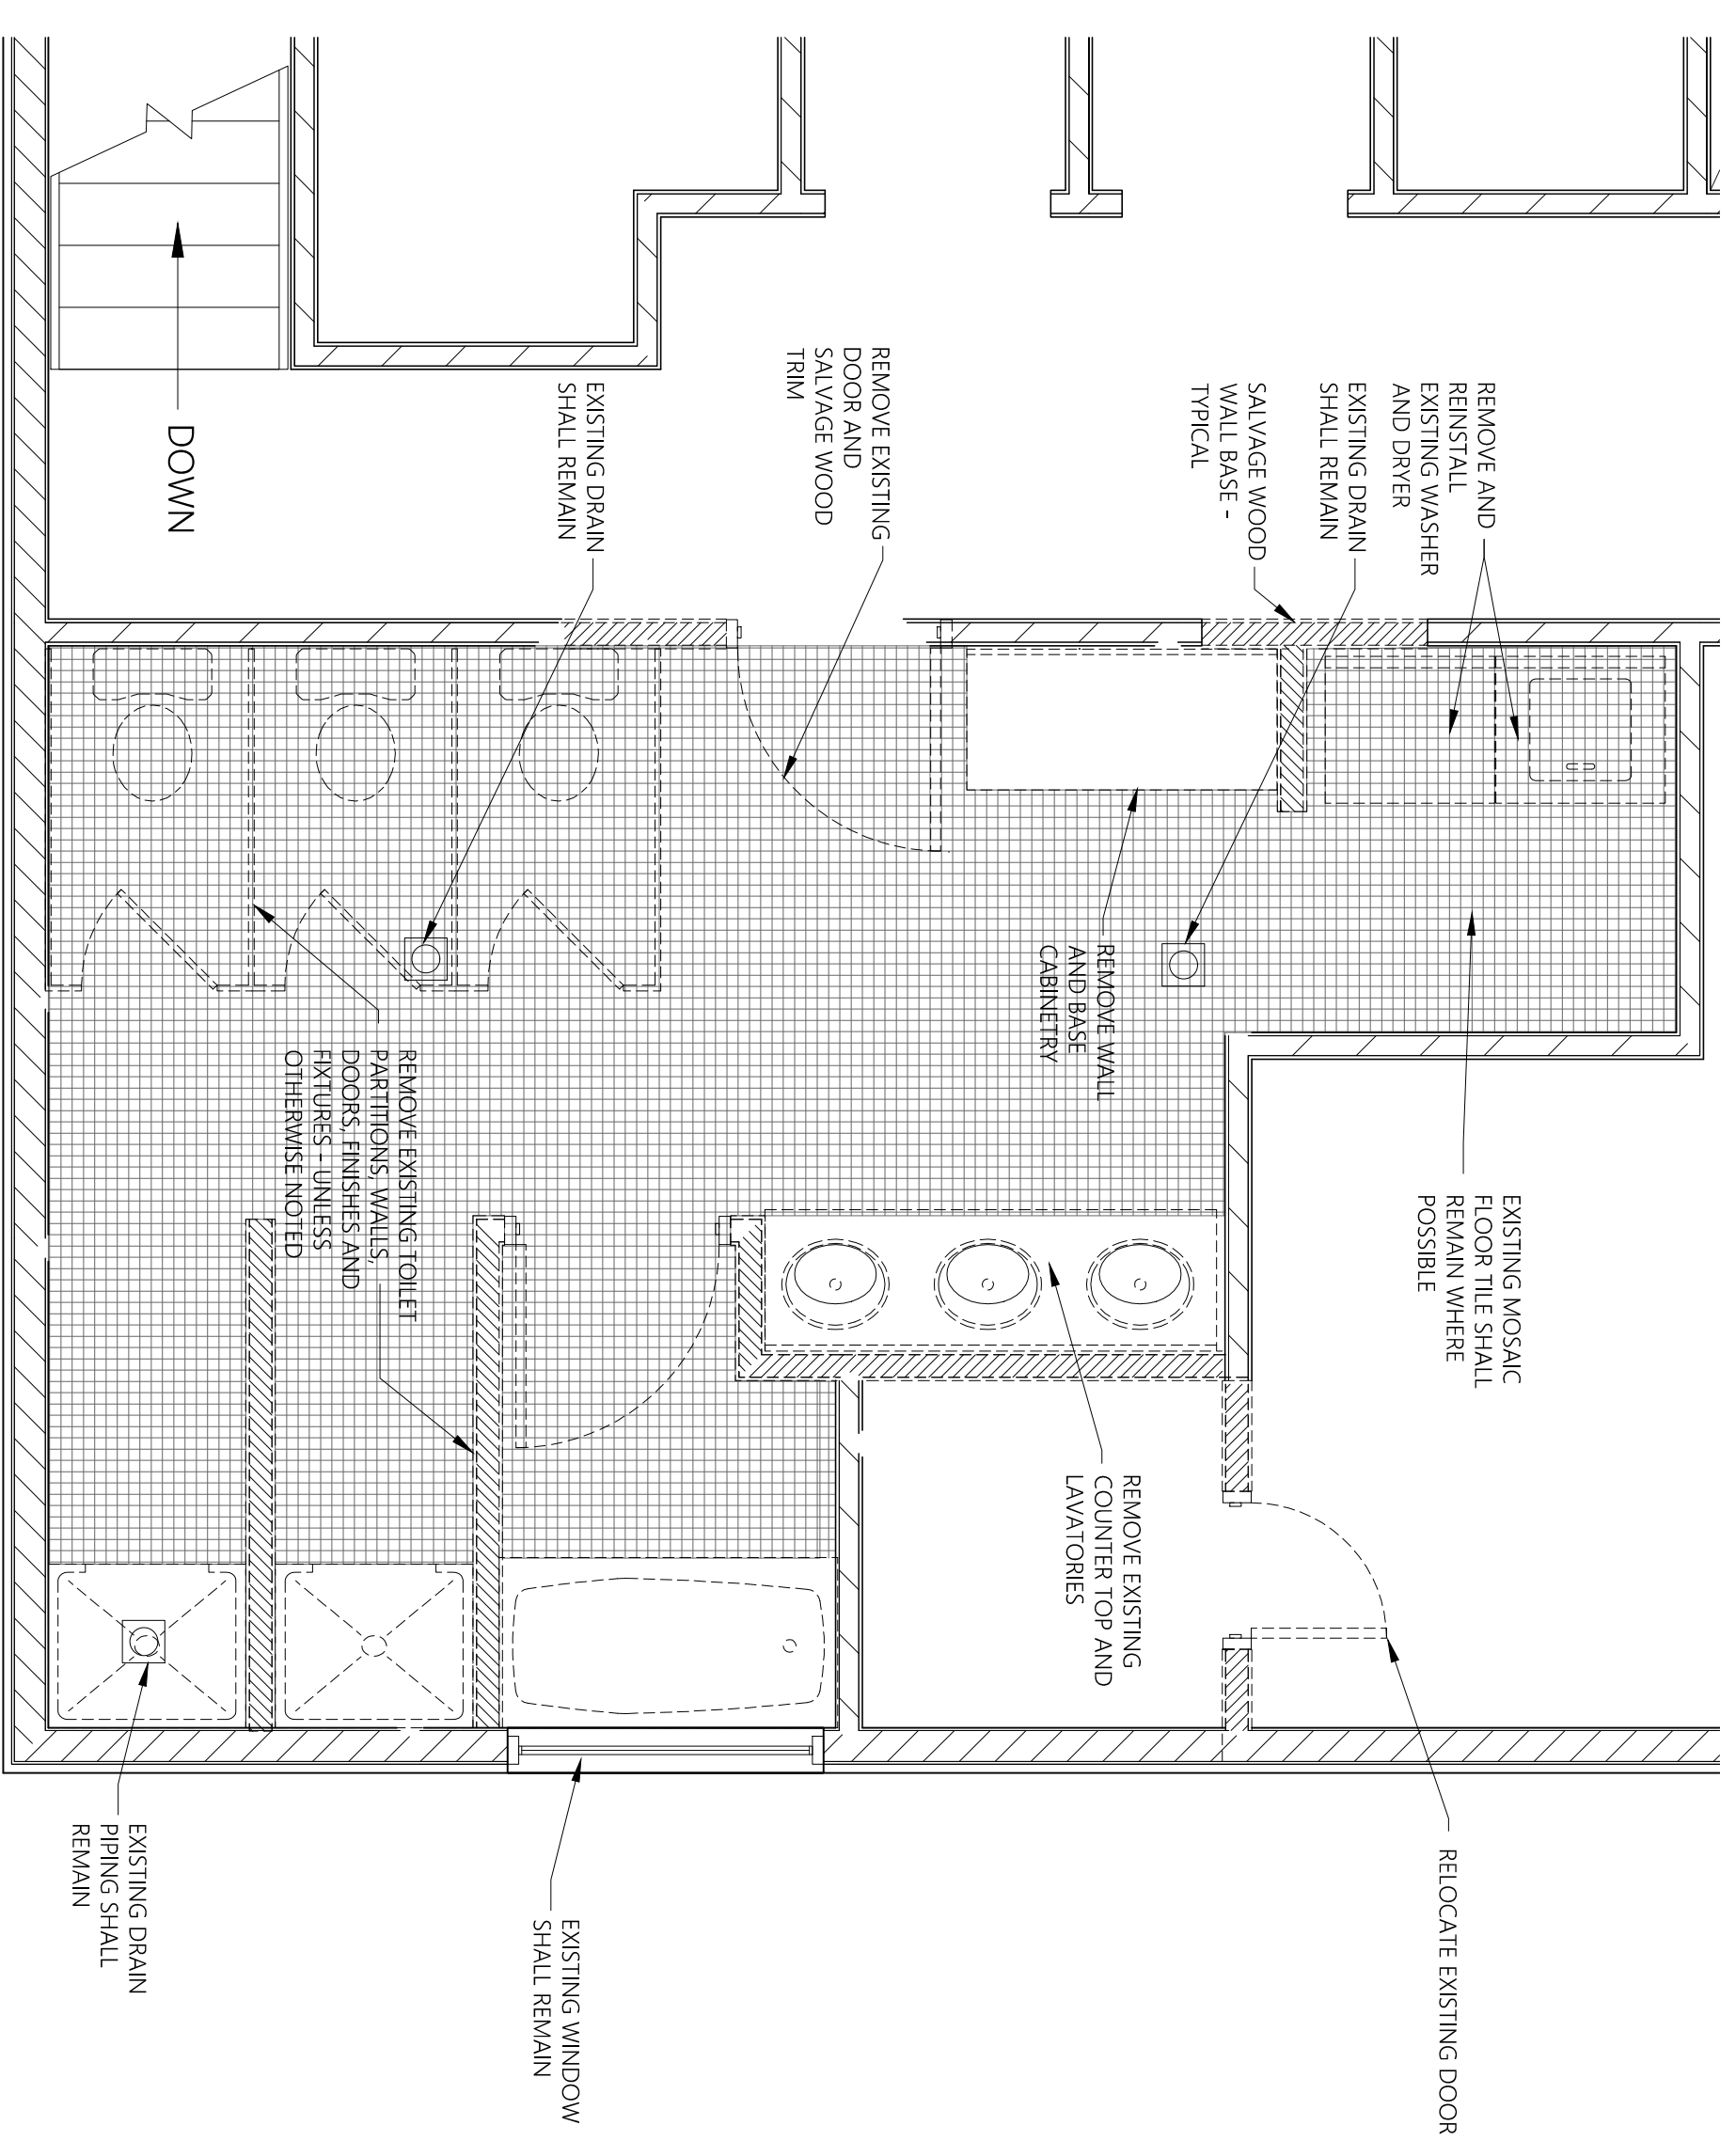 REMOVE AND
REINSTALL
EXISTING WASHER
AND DRYER
EXISTING DRAIN
SHALL REMAIN
SALVAGE WOOD
WALL BASE -
TYPICAL
REMOVE EXISTING
DOOR AND
SALVAGE WOOD
TRIM
EXISTING DRAIN
SHALL REMAIN
DOWN
EXISTING MOSAIC
FLOOR TILE SHALL
REMAIN WHERE
POSSIBLE
REMOVE WALL
AND BASE
CABINETRY
REMOVE EXISTING TOILET
PARTITIONS, WALLS,
DOORS, FINISHES AND
FIXTURES - UNLESS
OTHERWISE NOTED
REMOVE EXISTING
COUNTER TOP AND
LAVATORIES
RELOCATE EXISTING DOOR
EXISTING WINDOW
SHALL REMAIN
EXISTING DRAIN
PIPING SHALL
REMAIN